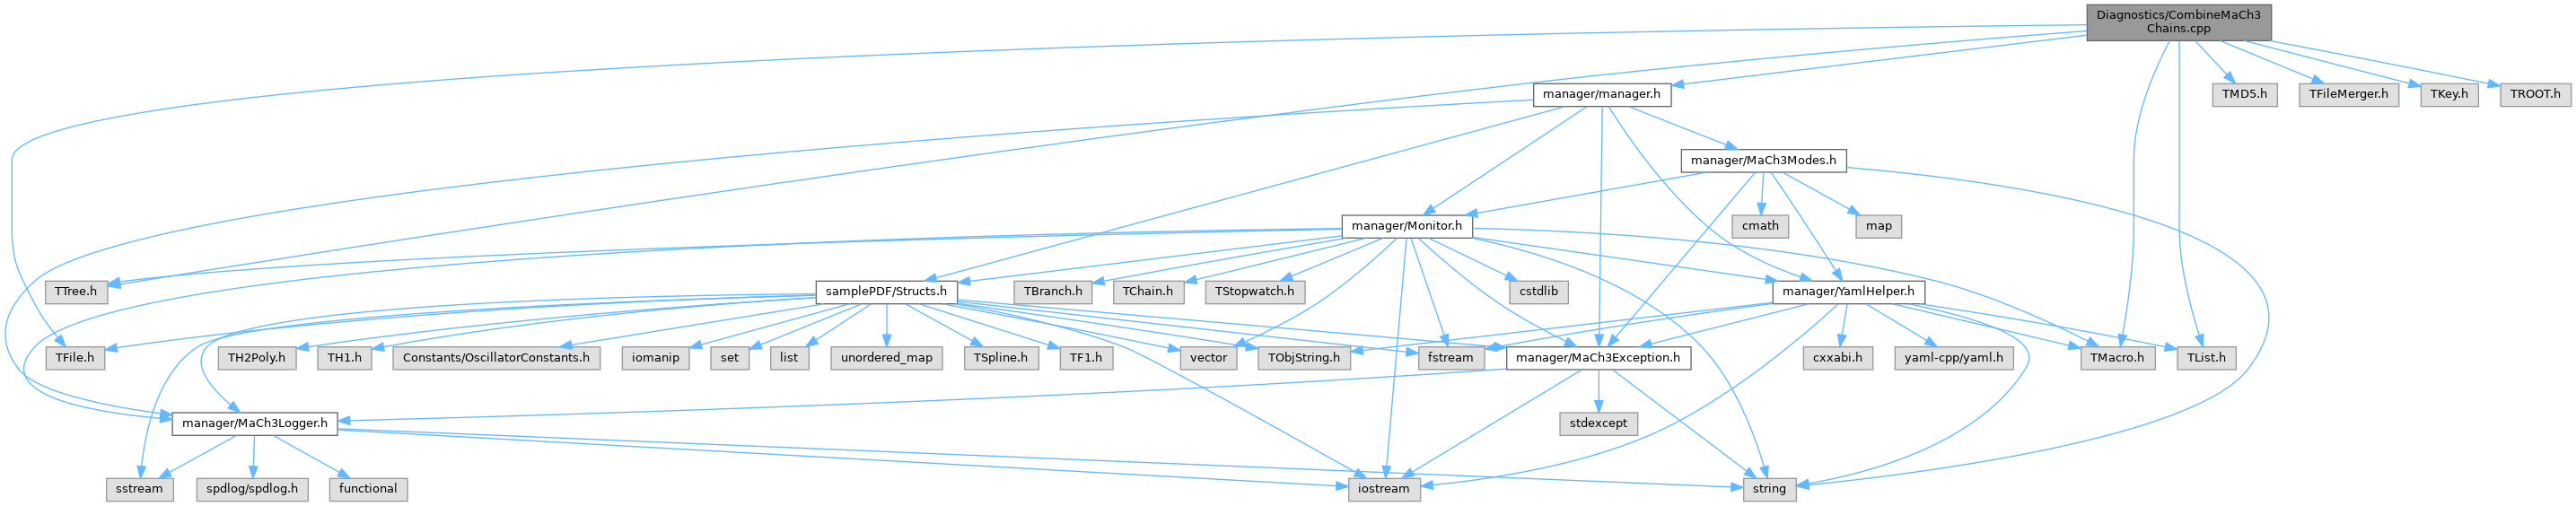 Diagnostics/CombineMaCh3
Chains.cpp
manager/manager.h
TMD5.h
TFileMerger.h
TKey.h
TROOT.h
manager/MaCh3Modes.h
manager/Monitor.h
cmath
map
TTree.h
samplePDF/Structs.h
TBranch.h
TChain.h
TStopwatch.h
cstdlib
manager/YamlHelper.h
TFile.h
TH2Poly.h
TH1.h
Constants/OscillatorConstants.h
iomanip
set
list
unordered_map
TSpline.h
TF1.h
vector
TObjString.h
fstream
manager/MaCh3Exception.h
cxxabi.h
yaml-cpp/yaml.h
TMacro.h
TList.h
manager/MaCh3Logger.h
stdexcept
sstream
spdlog/spdlog.h
functional
iostream
string